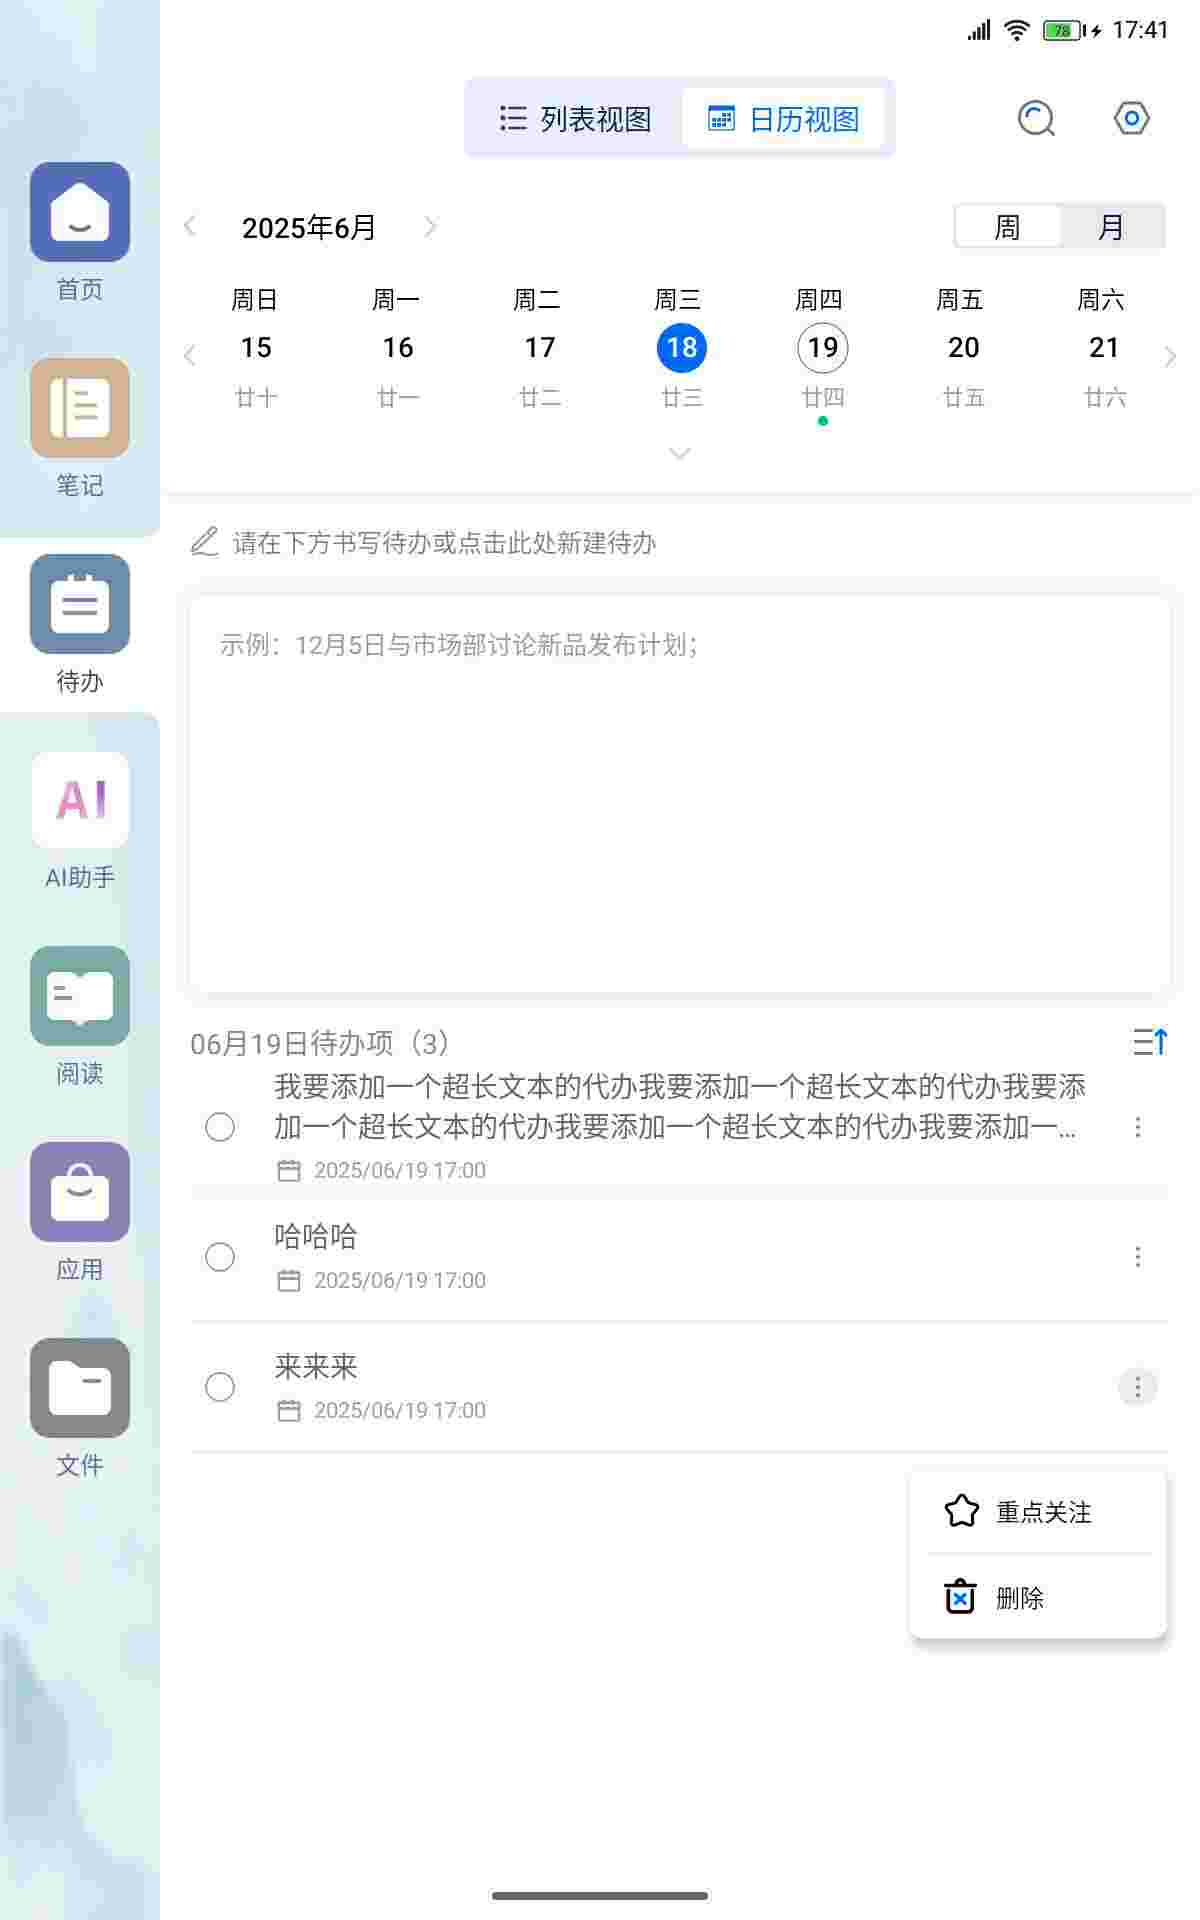 78 17:41
列表视图 日历视图
2025年6月 周 月
周日 周一 周二 周三 周四 周五 周六
15 16 17 18 19 20 21
廿十 廿一 廿二 廿三 廿四 廿五 廿六
请在下方书写待办或点击此处新建待办
示例：12月5日与市场部讨论新品发布计划；
06月19日待办项（3）
我要添加一个超长文本的代办我要添加一个超长文本的代办我要添
加一个超长文本的代办我要添加一个超长文本的代办我要添加一...
2025/06/19 17:00
哈哈哈
2025/06/19 17:00
来来来
2025/06/19 17:00
重点关注
删除
首页
笔记
待办
AI
AI助手
阅读
应用
文件